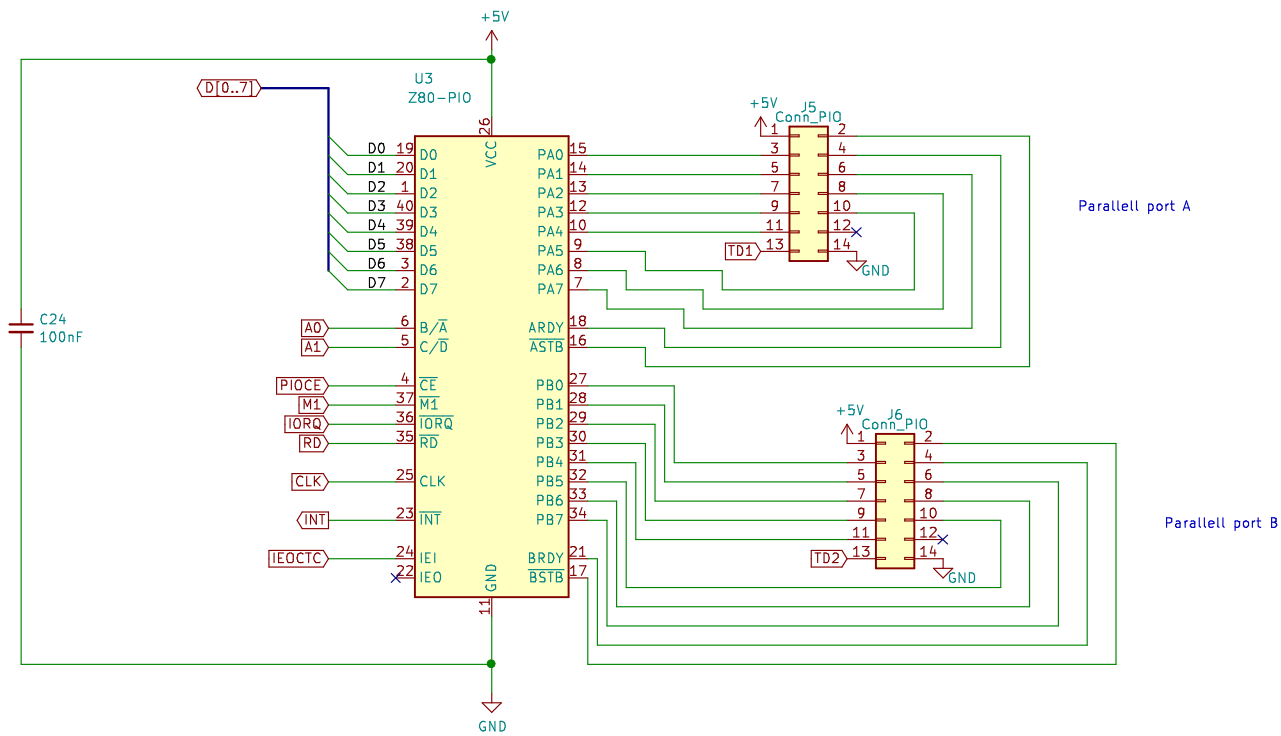 +5V
D[0..7]
U3
Z80-PIO
26
VCC
D0 19 D0
D1 20 D1
D2 1 D2
D3 40 D3
D4 39 D4
D5 38 D5
D6 3 D6
D7 2 D7
A0 6 B/A
A1 5 C/D
PIOCE 4 CE
M1 37 M1
IORQ 36 IORQ
RD 35 RD
CLK 25 CLK
INT 23 INT
IEOCTC 24 IEI
22 IEO
GND
11
GND
C24
100nF
PA0 15
PA1 14
PA2 13
PA3 12
PA4 10
PA5 9
PA6 8
PA7 7
ARDY 18
ASTB 16
PB0 27
PB1 28
PB2 29
PB3 30
PB4 31
PB5 32
PB6 33
PB7 34
BRDY 21
BSTB 17
+5V
J5
Conn_PIO
1 2
3 4
5 6
7 8
9 10
11 12
TD1 13 14
GND
Parallell port A
+5V
J6
Conn_PIO
1 2
3 4
5 6
7 8
9 10
11 12
TD2 13 14
GND
Parallell port B